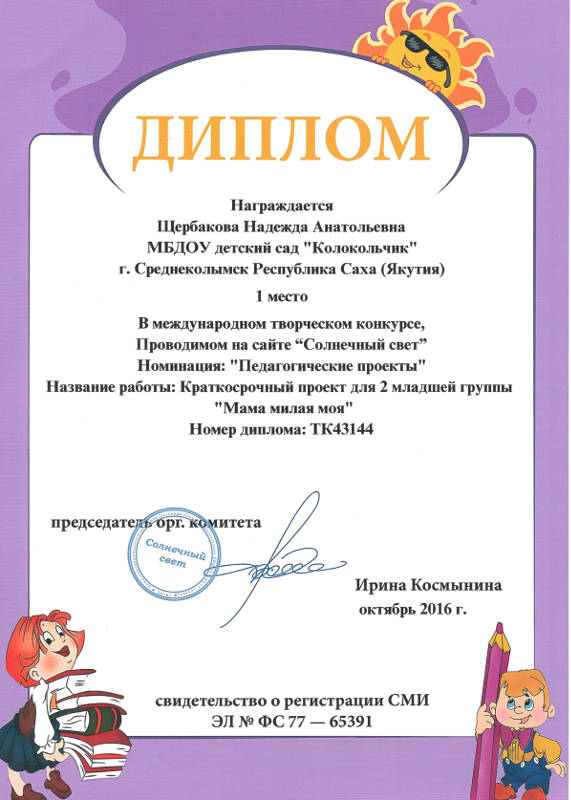 ДИПЛОМ
Награждается
Щербакова Надежда Анатольевна
МБДОУ детский сад "Колокольчик"
г. Среднеколымск Республика Саха (Якутия)
1 место
В международном творческом конкурсе,
Проводимом на сайте “Солнечный свет”
Номинация: "Педагогические проекты"
Название работы: Краткосрочный проект для 2 младшей группы
"Мама милая моя"
Номер диплома: ТК43144
председатель орг. комитета
Солнечный
свет
Ирина Космынина
октябрь 2016 г.
свидетельство о регистрации СМИ
ЭЛ № ФС 77 — 65391